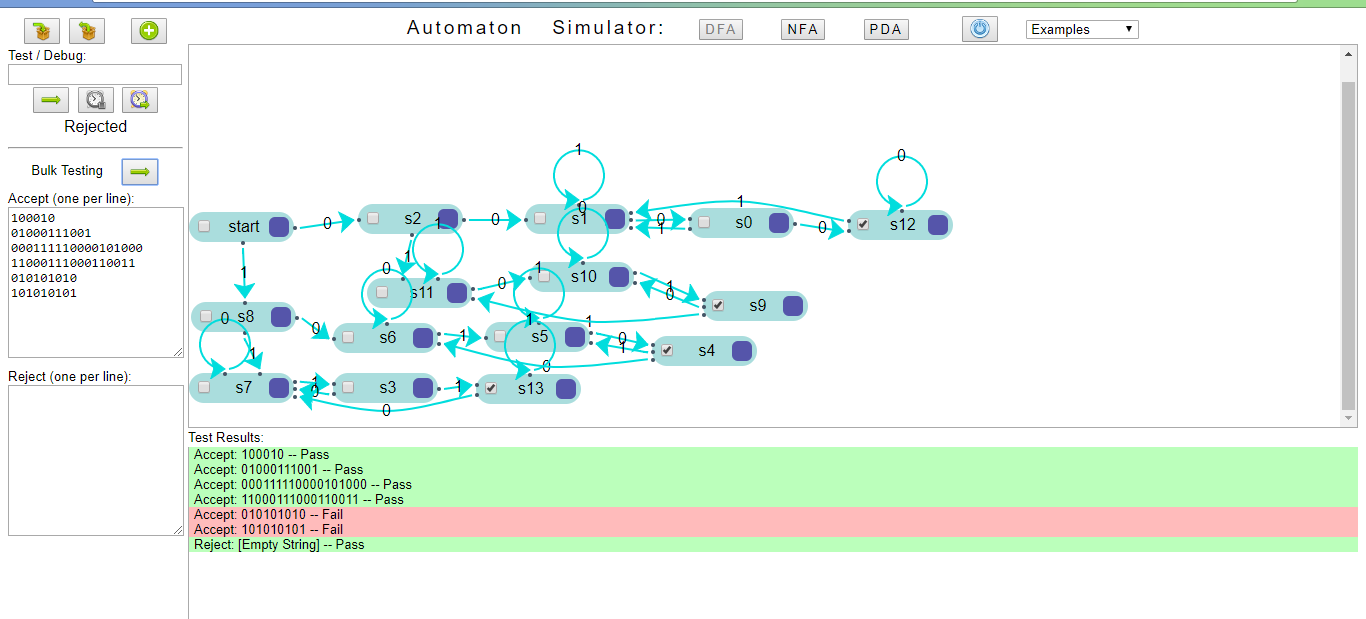 Automaton Simulator: DFA NFA PDA Examples
Test / Debug:
Rejected
Bulk Testing
Accept (one per line):
100010
01000111001
000111110000101000
11000111000110011
010101010
101010101
Reject (one per line):
1
0
1
start
0
s2
0
0
s1
0
1
s0
0
s12
1
1
1
1
0
s11
0
1
s10
1
0
s9
s8
0
0
s6
1
1
s5
1
0
1
s4
0
1
s7
1
0
s3
1
s13
0
0
Test Results:
Accept: 100010 -- Pass
Accept: 01000111001 -- Pass
Accept: 000111110000101000 -- Pass
Accept: 11000111000110011 -- Pass
Accept: 010101010 -- Fail
Accept: 101010101 -- Fail
Reject: [Empty String] -- Pass